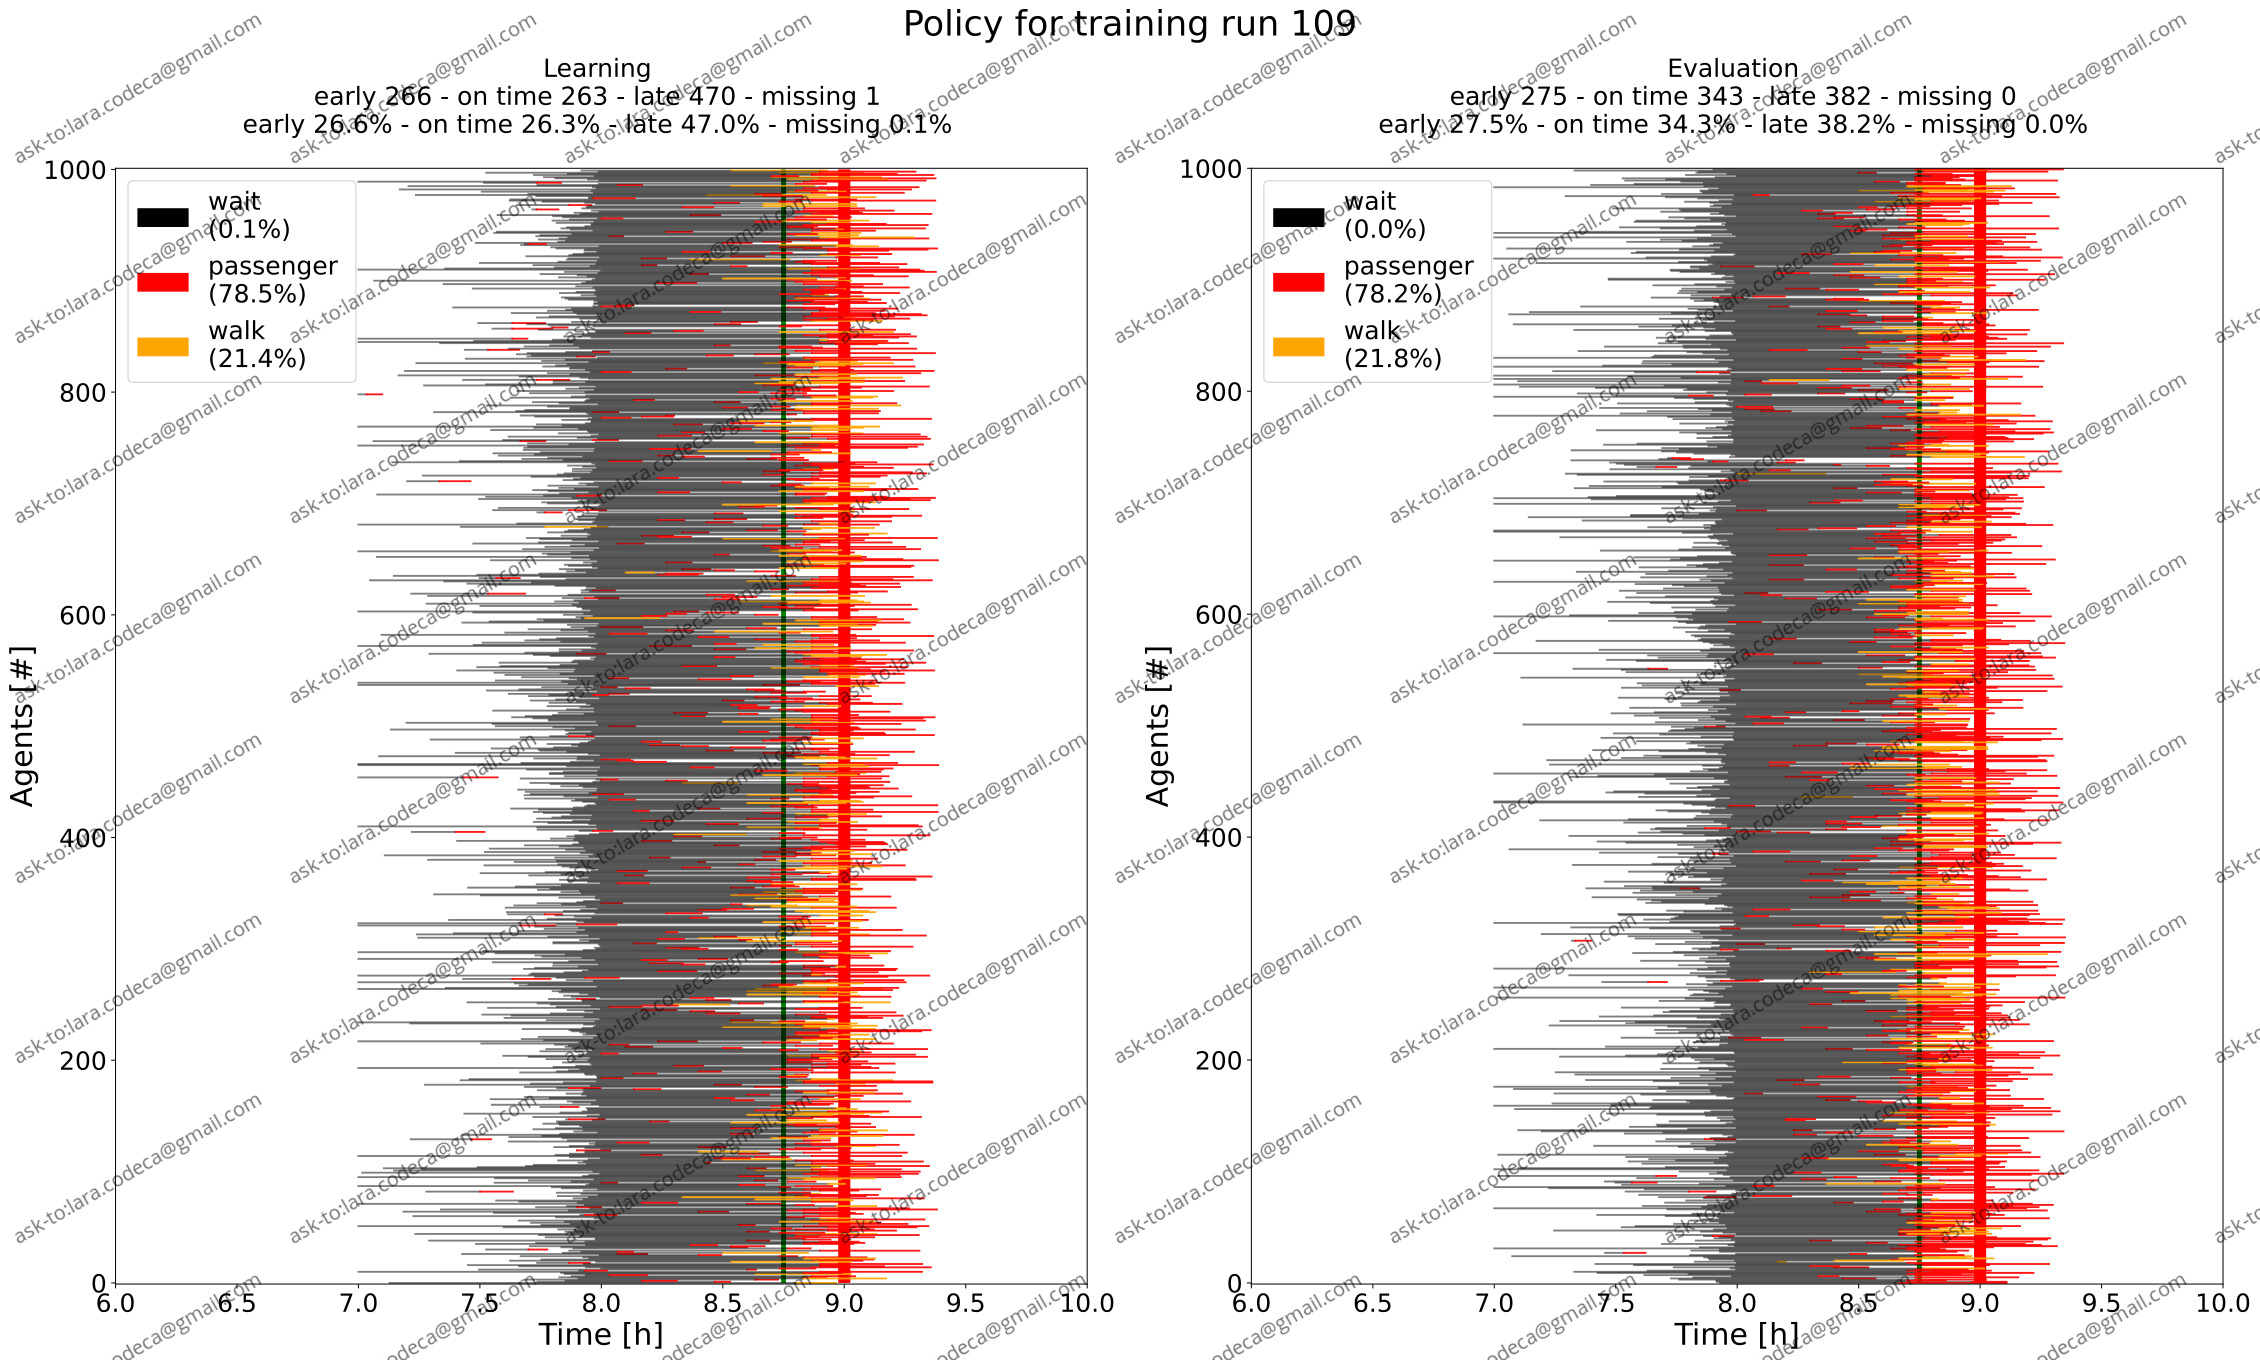 Policy for training run 109
Learning
early 266 - on time 263 - late 470 - missing 1
early 26.6% - on time 26.3% - late 47.0% - missing 0.1%
1000
800
600
400
200
0
Agents [#]
wait
(0.1%)
passenger
(78.5%)
walk
(21.4%)
6.0 6.5 7.0 7.5 8.0 8.5 9.0 9.5 10.0
Time [h]
Evaluation
early 275 - on time 343 - late 382 - missing 0
early 27.5% - on time 34.3% - late 38.2% - missing 0.0%
1000
800
600
400
200
0
Agents [#]
wait
(0.0%)
passenger
(78.2%)
walk
(21.8%)
6.0 6.5 7.0 7.5 8.0 8.5 9.0 9.5 10.0
Time [h]
ask-to:lara.codeca@gmail.com